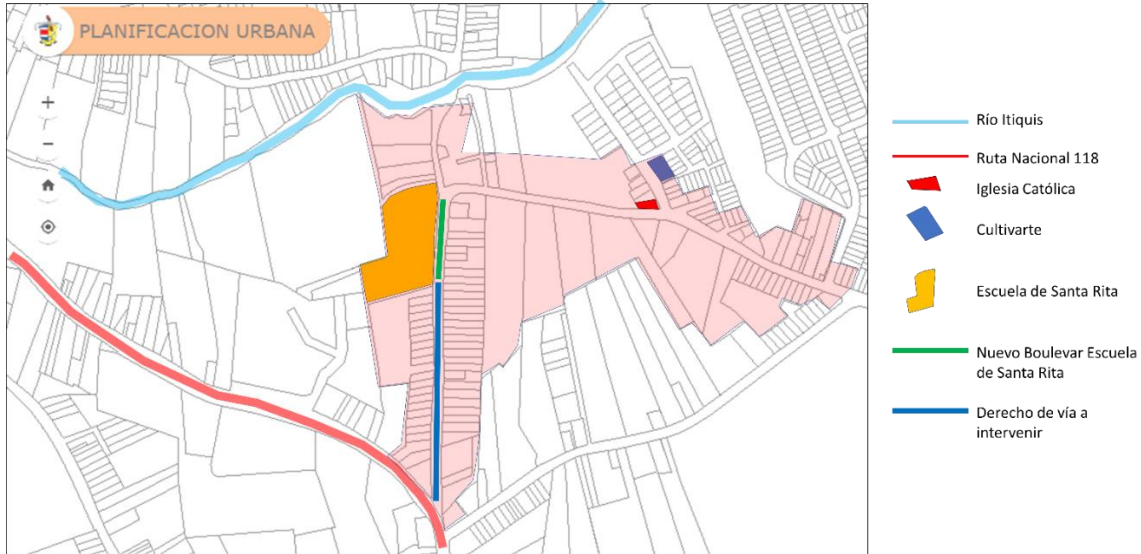 PLANIFICACION URBANA
+
−
Río Itiquis
Ruta Nacional 118
Iglesia Católica
Cultivarte
Escuela de Santa Rita
Nuevo Boulevar Escuela
de Santa Rita
Derecho de vía a
intervenir